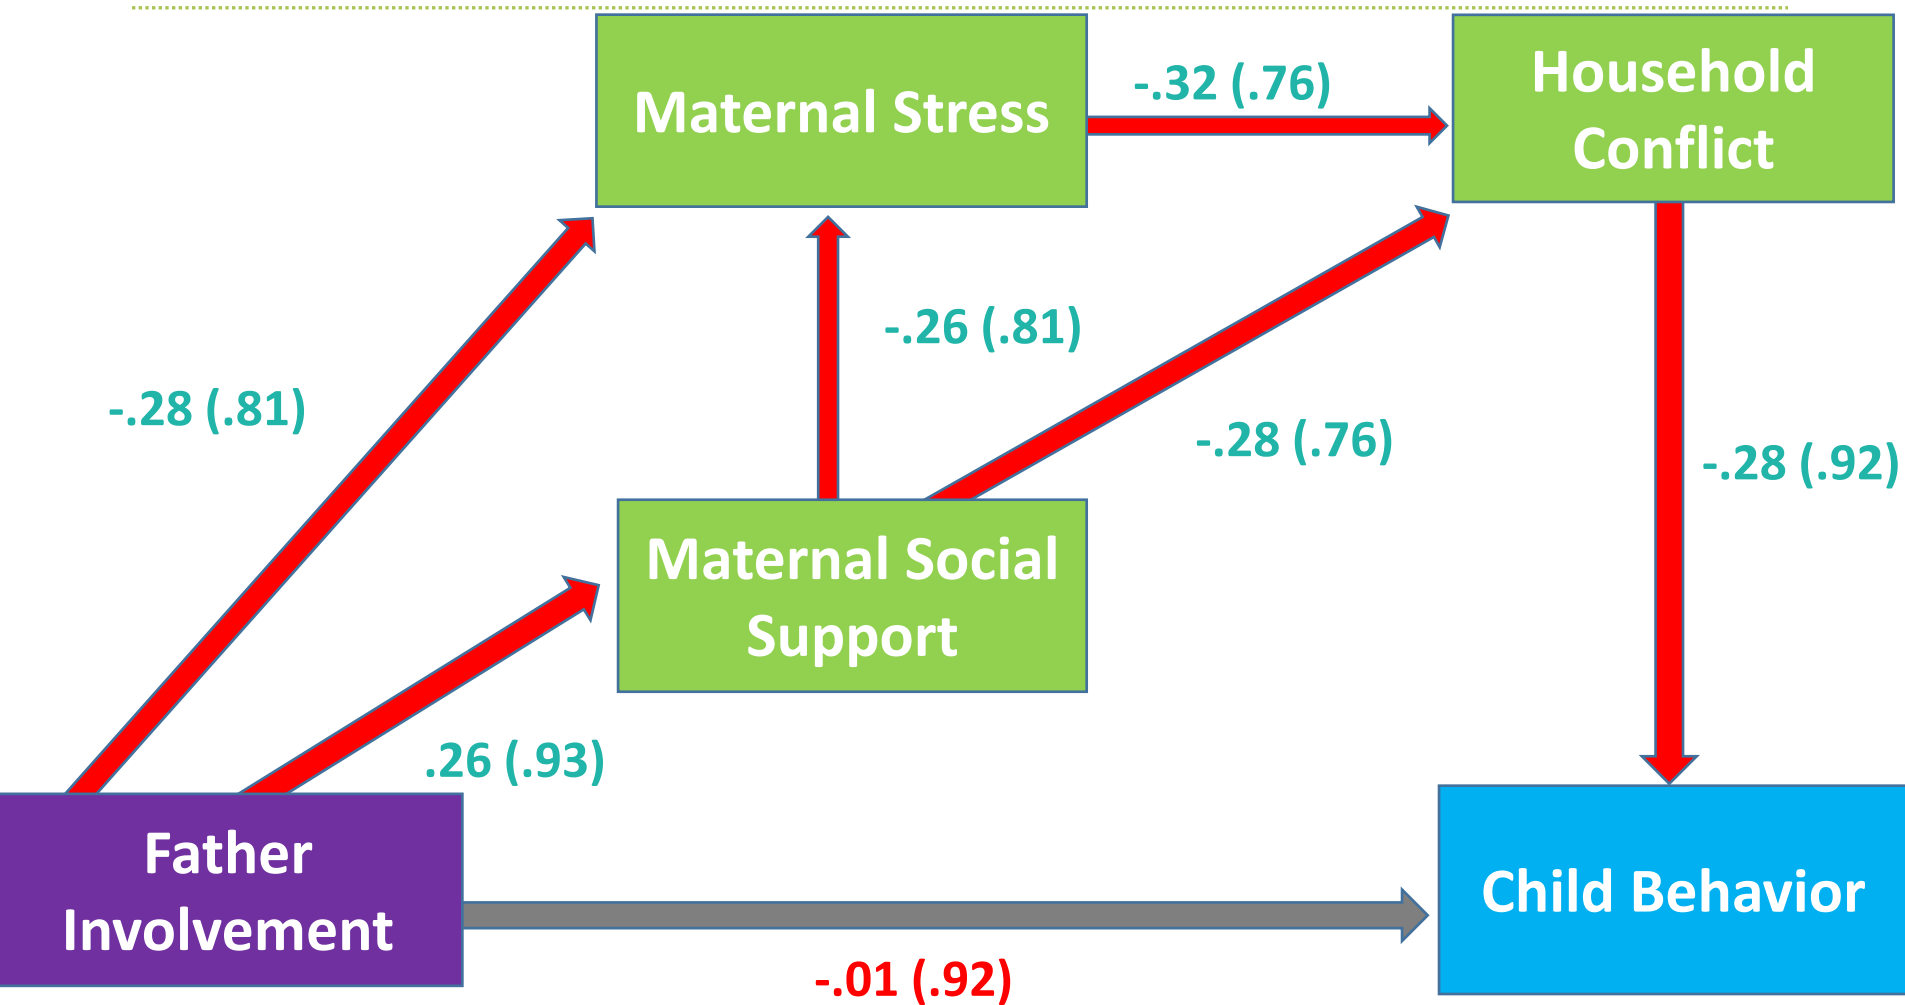 Maternal Stress
-.32 (.76)
Household
Conflict
-.28 (.81)
-.26 (.81)
-.28 (.76)
-.28 (.92)
Maternal Social
Support
.26 (.93)
Father
Involvement
-.01 (.92)
Child Behavior